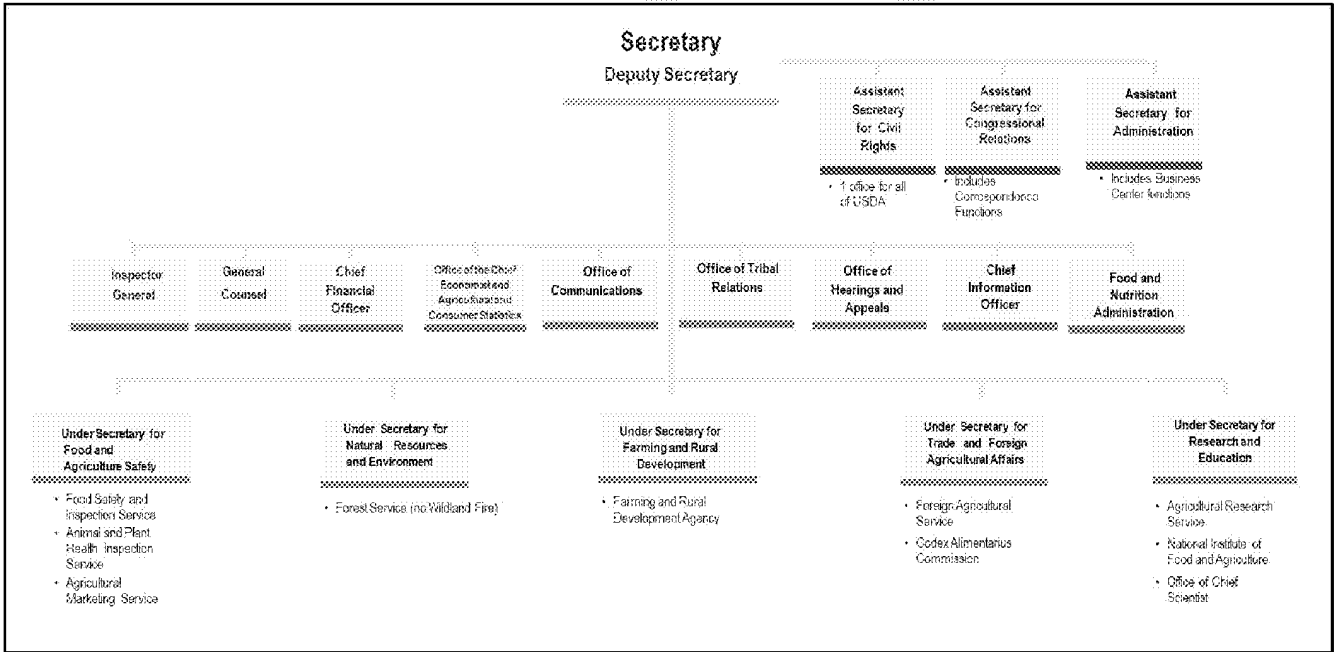 Secretary
Deputy Secretary
Assistant
Secretary
for Civil
Rights
• 1 office for all
of USDA
Assistant
Secretary for
Congressional
Relations
• Includes
Correspondence
Functions
Assistant
Secretary for
Administration
• Includes Business
Center functions
Inspector
General
General
Counsel
Chief
Financial
Officer
Office of the Chief
Economist and
Agricultural and
Consumer Statistics
Office of
Communications
Office of Tribal
Relations
Office of
Hearings and
Appeals
Chief
Information
Officer
Food and
Nutrition
Administration
Under Secretary for
Food and
Agriculture Safety
• Food Safety and
Inspection Service
• Animal and Plant
Health Inspection
Service
• Agricultural
Marketing Service
Under Secretary for
Natural Resources
and Environment
• Forest Service (no Wildland Fire)
Under Secretary for
Farming and Rural
Development
• Farming and Rural
Development Agency
Under Secretary for
Trade and Foreign
Agricultural Affairs
• Foreign Agricultural
Service
• Codex Alimentarius
Commission
Under Secretary for
Research and
Education
• Agricultural Research
Service
• National Institute of
Food and Agriculture
• Office of Chief
Scientist